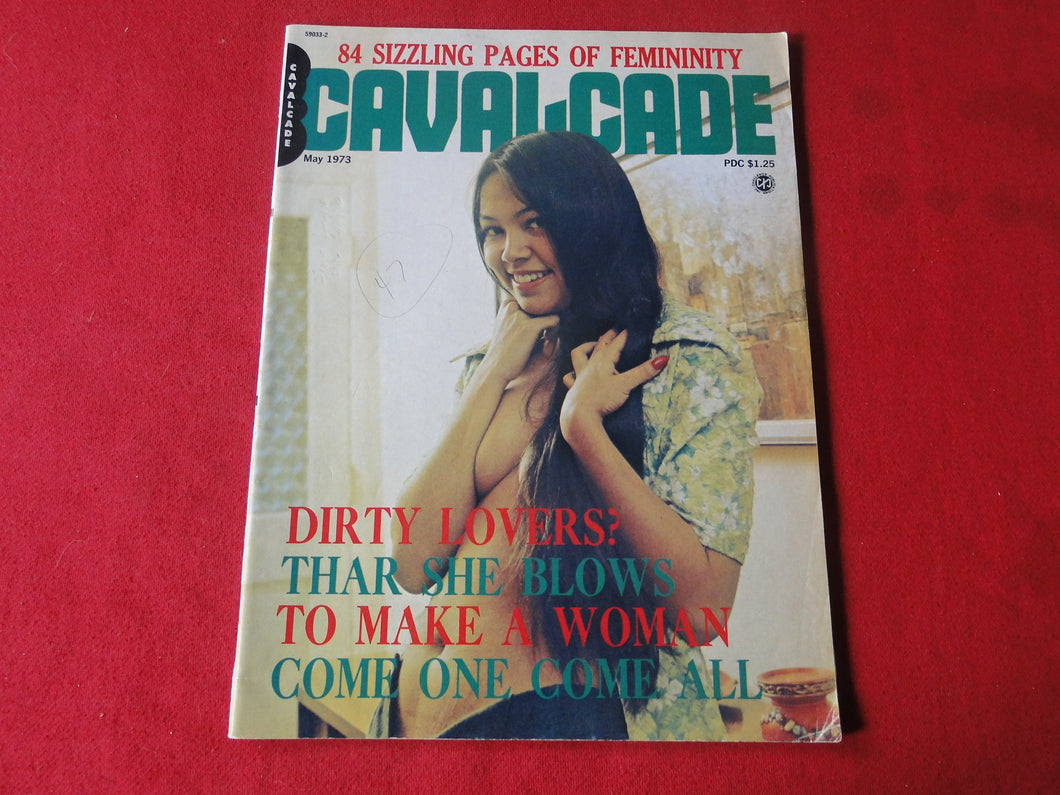 59033-2
84 SIZZLING PAGES OF FEMININITY
CAVALCADE
CAVALCADE
May 1973
PDC $1.25
47
DIRTY LOVERS?
THAR SHE BLOWS
TO MAKE A WOMAN
COME ONE COME ALL